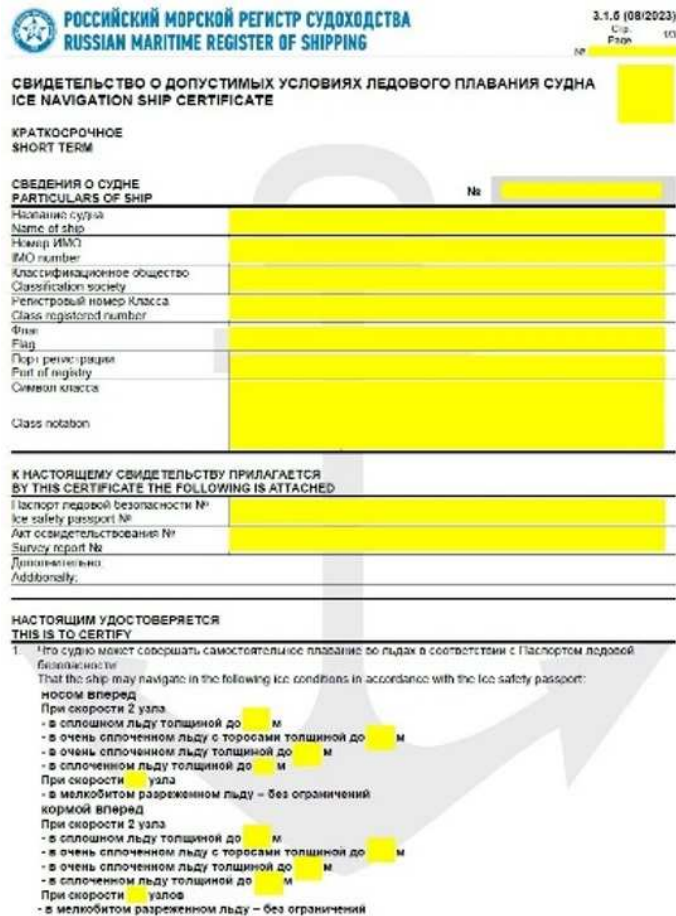 РОССИЙСКИЙ МОРСКОЙ РЕГИСТР СУДОХОДСТВА
RUSSIAN MARITIME REGISTER OF SHIPPING
3.1.6 (08/2023)
Стр.
Page 1/3
№
СВИДЕТЕЛЬСТВО О ДОПУСТИМЫХ УСЛОВИЯХ ЛЕДОВОГО ПЛАВАНИЯ СУДНА
ICE NAVIGATION SHIP CERTIFICATE
КРАТКОСРОЧНОЕ
SHORT TERM
СВЕДЕНИЯ О СУДНЕ
PARTICULARS OF SHIP
№
Название судна
Name of ship
Номер ИМО
IMO number
Классификационное общество
Classification society
Регистровый номер Класса
Class registered number
Флаг
Flag
Порт регистрации
Port of registry
Символ класса
Class notation
К НАСТОЯЩЕМУ СВИДЕТЕЛЬСТВУ ПРИЛАГАЕТСЯ
BY THIS CERTIFICATE THE FOLLOWING IS ATTACHED
Паспорт ледовой безопасности №
Ice safety passport №
Акт освидетельствования №
Survey report №
Дополнительно:
Additionally:
НАСТОЯЩИМ УДОСТОВЕРЯЕТСЯ
THIS IS TO CERTIFY
1. Что судно может совершать самостоятельное плавание во льдах в соответствии с Паспортом ледовой
безопасности
That the ship may navigate in the following ice conditions in accordance with the Ice safety passport:
носом вперед
При скорости 2 узла
- в сплошном льду толщиной до м
- в очень сплоченном льду с торосами толщиной до м
- в очень сплоченном льду толщиной до м
- в сплоченном льду толщиной до м
При скорости узла
- в мелкобитом разреженном льду – без ограничений
кормой вперед
При скорости 2 узла
- в сплошном льду толщиной до м
- в очень сплоченном льду с торосами толщиной до м
- в очень сплоченном льду толщиной до м
- в сплоченном льду толщиной до м
При скорости узлов
- в мелкобитом разреженном льду – без ограничений